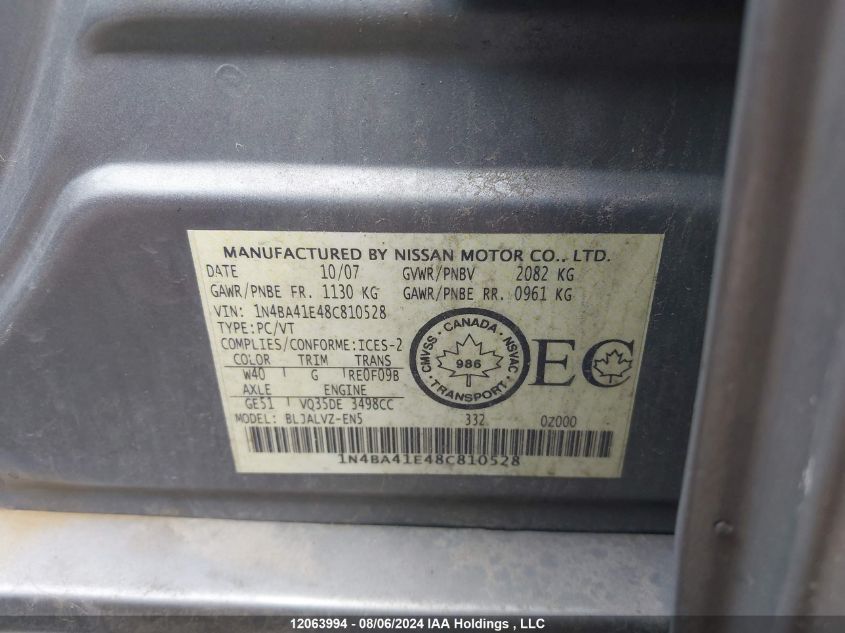 MANUFACTURED BY NISSAN MOTOR CO., LTD.
DATE 10/07 GVWR/PNBV 2082 KG
GAWR/PNBE FR. 1130 KG GAWR/PNBE RR. 0961 KG
VIN: 1N4BA41E48C810528
TYPE:PC/VT
COMPLIES/CONFORME:ICES-2
COLOR TRIM TRANS
W40 G RE0F09B
AXLE ENGINE
GE51 VQ35DE 3498CC
MODEL: BLJALVZ-EN5 332 0Z000
CANADA
CMVSS NSVAC
986
TRANSPORT
EC
1N4BA41E48C810528
12063994 - 08/06/2024 IAA Holdings , LLC